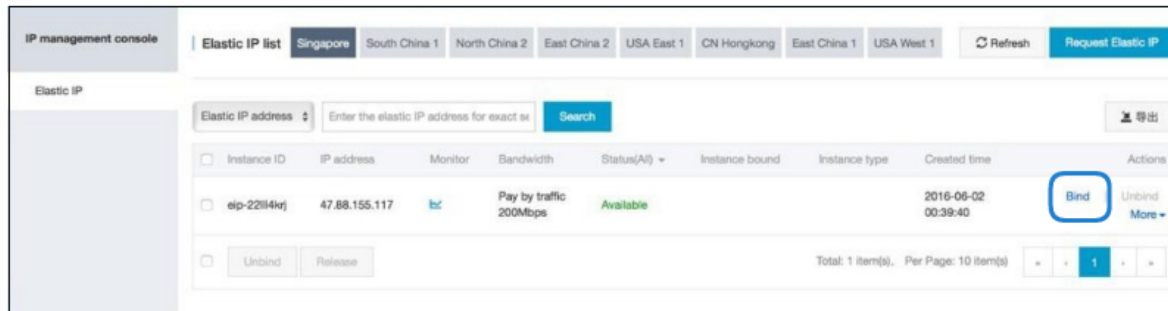 IP management console
Elastic IP
Elastic IP list Singapore South China 1 North China 2 East China 2 USA East 1 CN Hongkong East China 1 USA West 1 Refresh Request Elastic IP
Elastic IP address Enter the elastic IP address for exact se Search 导出
Instance ID IP address Monitor Bandwidth Status(All) Instance bound Instance type Created time Actions
eip-22lll4krj 47.88.155.117 Pay by traffic Available 2016-06-02 Bind Unbind
200Mbps 00:39:40 More
Unbind Release Total: 1 item(s), Per Page: 10 item(s) « ‹ 1 › »